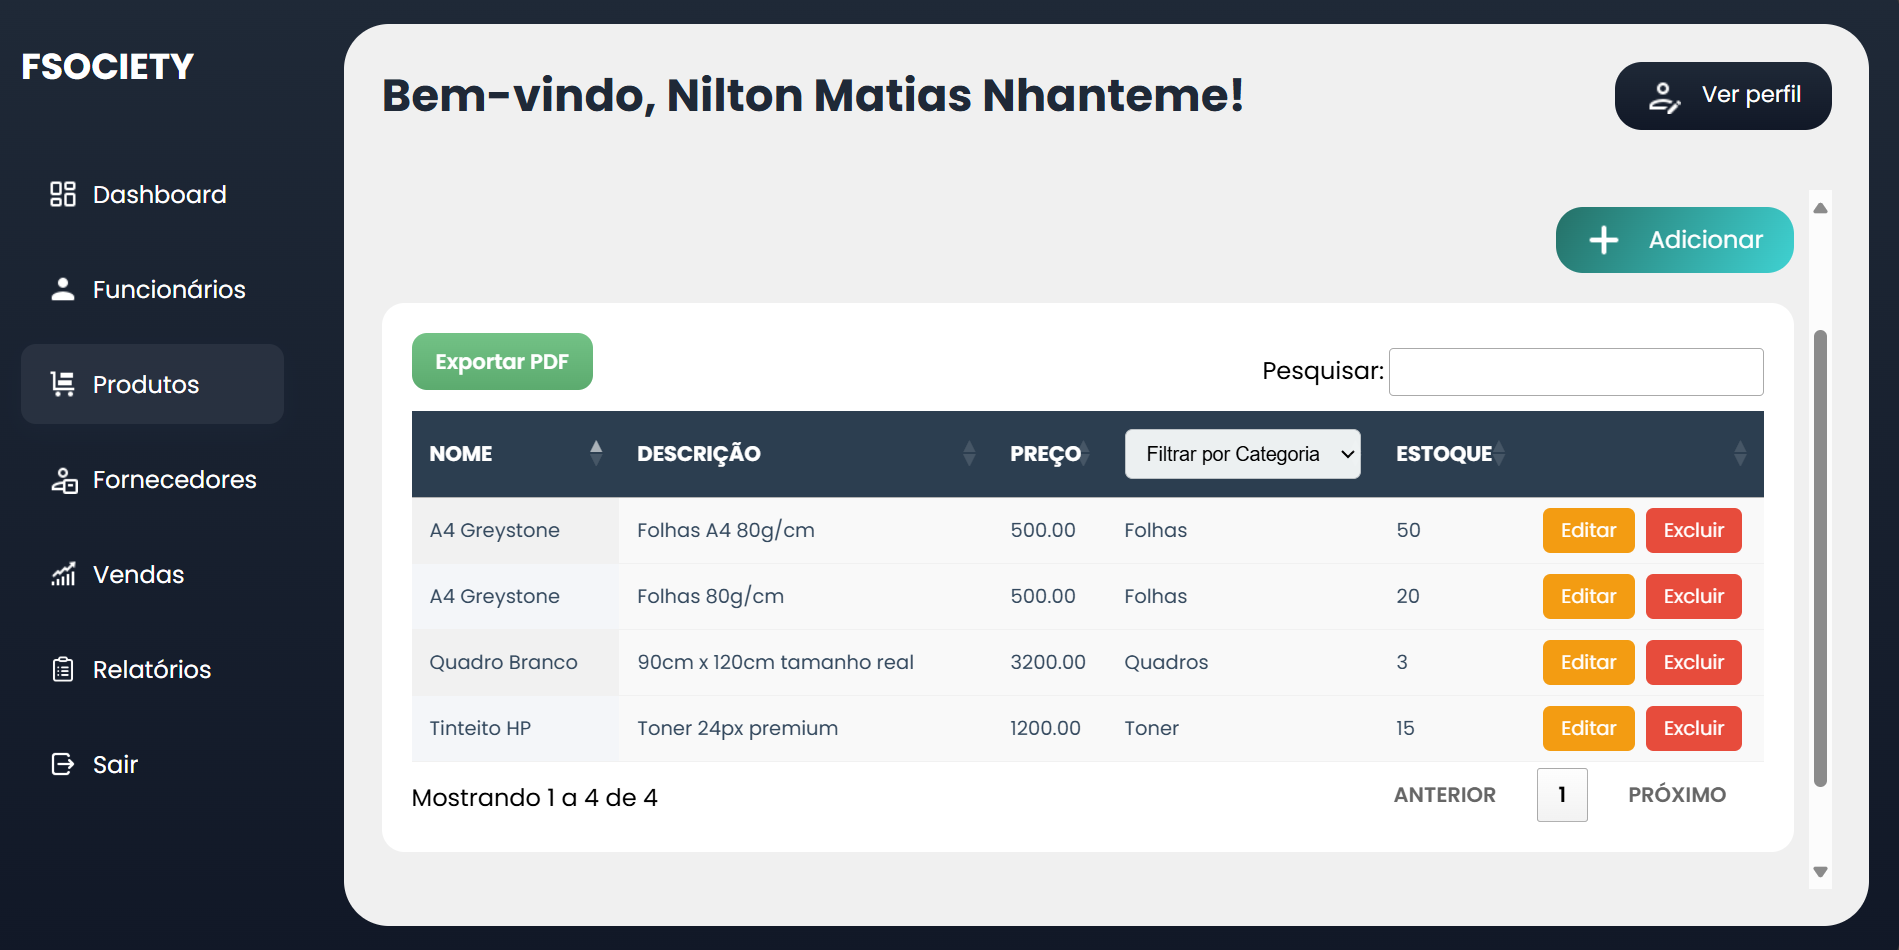 FSOCIETY
Dashboard
Funcionários
Produtos
Fornecedores
Vendas
Relatórios
Sair
Bem-vindo, Nilton Matias Nhanteme!
Ver perfil
Adicionar
Exportar PDF
Pesquisar:
NOME DESCRIÇÃO PREÇO Filtrar por Categoria ESTOQUE
A4 Greystone Folhas A4 80g/cm 500.00 Folhas 50 Editar Excluir
A4 Greystone Folhas 80g/cm 500.00 Folhas 20 Editar Excluir
Quadro Branco 90cm x 120cm tamanho real 3200.00 Quadros 3 Editar Excluir
Tinteito HP Toner 24px premium 1200.00 Toner 15 Editar Excluir
Mostrando 1 a 4 de 4
ANTERIOR 1 PRÓXIMO